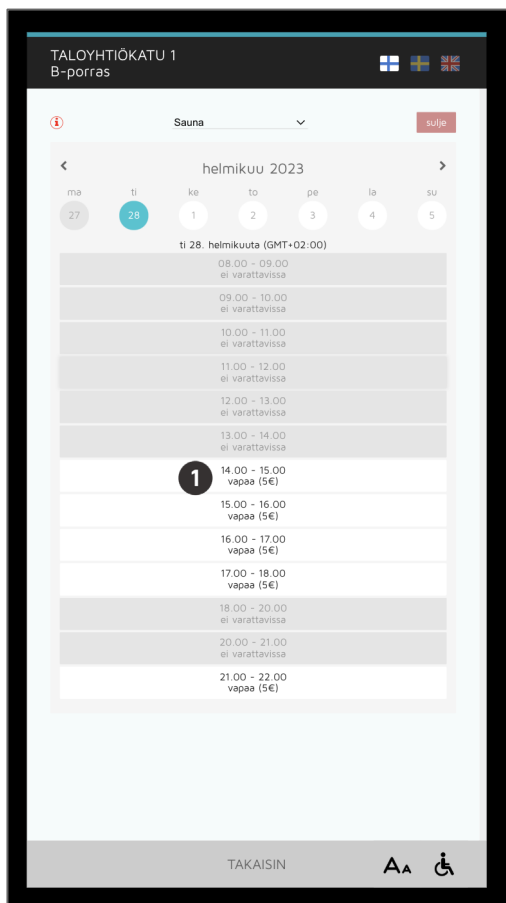 TALOYHTIÖKATU 1
B-porras
i
Sauna
sulje
helmikuu 2023
ma ti ke to pe la su
27 28 1 2 3 4 5
ti 28. helmikuuta (GMT+02:00)
08.00 - 09.00
ei varattavissa
09.00 - 10.00
ei varattavissa
10.00 - 11.00
ei varattavissa
11.00 - 12.00
ei varattavissa
12.00 - 13.00
ei varattavissa
13.00 - 14.00
ei varattavissa
1
14.00 - 15.00
vapaa (5€)
15.00 - 16.00
vapaa (5€)
16.00 - 17.00
vapaa (5€)
17.00 - 18.00
vapaa (5€)
18.00 - 20.00
ei varattavissa
20.00 - 21.00
ei varattavissa
21.00 - 22.00
vapaa (5€)
TAKAISIN
AA